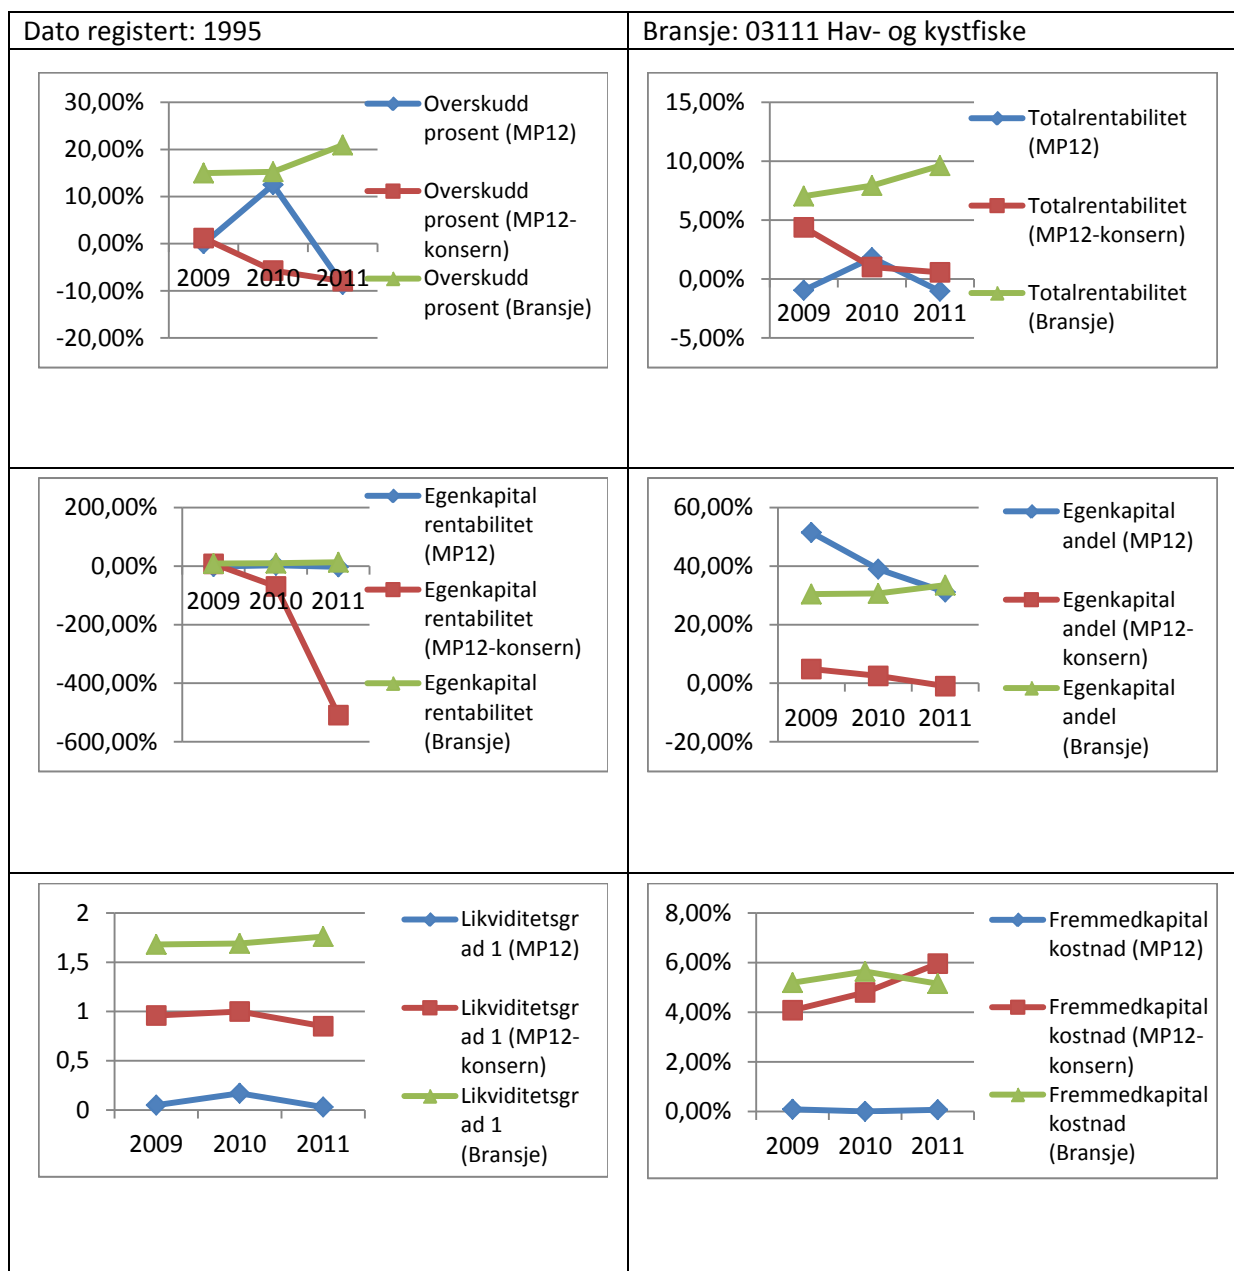 Dato registert: 1995
Bransje: 03111 Hav- og kystfiske
30,00%
20,00%
10,00%
0,00%
-10,00%
-20,00%
2009 2010 2011
Overskudd
prosent (MP12)
Overskudd
prosent (MP12-
konsern)
Overskudd
prosent (Bransje)
15,00%
10,00%
5,00%
0,00%
-5,00%
2009 2010 2011
Totalrentabilitet
(MP12)
Totalrentabilitet
(MP12-konsern)
Totalrentabilitet
(Bransje)
200,00%
0,00%
-200,00%
-400,00%
-600,00%
2009 2010 2011
Egenkapital
rentabilitet
(MP12)
Egenkapital
rentabilitet
(MP12-konsern)
Egenkapital
rentabilitet
(Bransje)
60,00%
40,00%
20,00%
0,00%
-20,00%
2009 2010 2011
Egenkapital
andel (MP12)
Egenkapital
andel (MP12-
konsern)
Egenkapital
andel
(Bransje)
2
1,5
1
0,5
0
2009 2010 2011
Likviditetsgr
ad 1 (MP12)
Likviditetsgr
ad 1 (MP12-
konsern)
Likviditetsgr
ad 1
(Bransje)
8,00%
6,00%
4,00%
2,00%
0,00%
2009 2010 2011
Fremmedkapital
kostnad (MP12)
Fremmedkapital
kostnad (MP12-
konsern)
Fremmedkapital
kostnad
(Bransje)